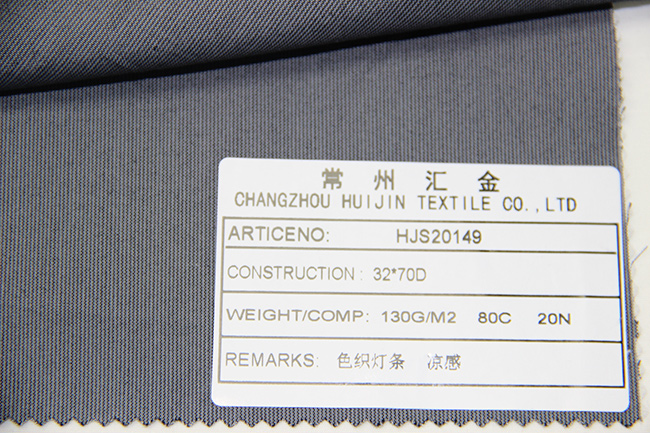 常州汇金
CHANGZHOU HUIJIN TEXTILE CO.,LTD
ARTICENO: HJS20149
CONSTRUCTION: 32*70D
WEIGHT/COMP: 130G/M2 80C 20N
REMARKS: 色织灯条 凉感